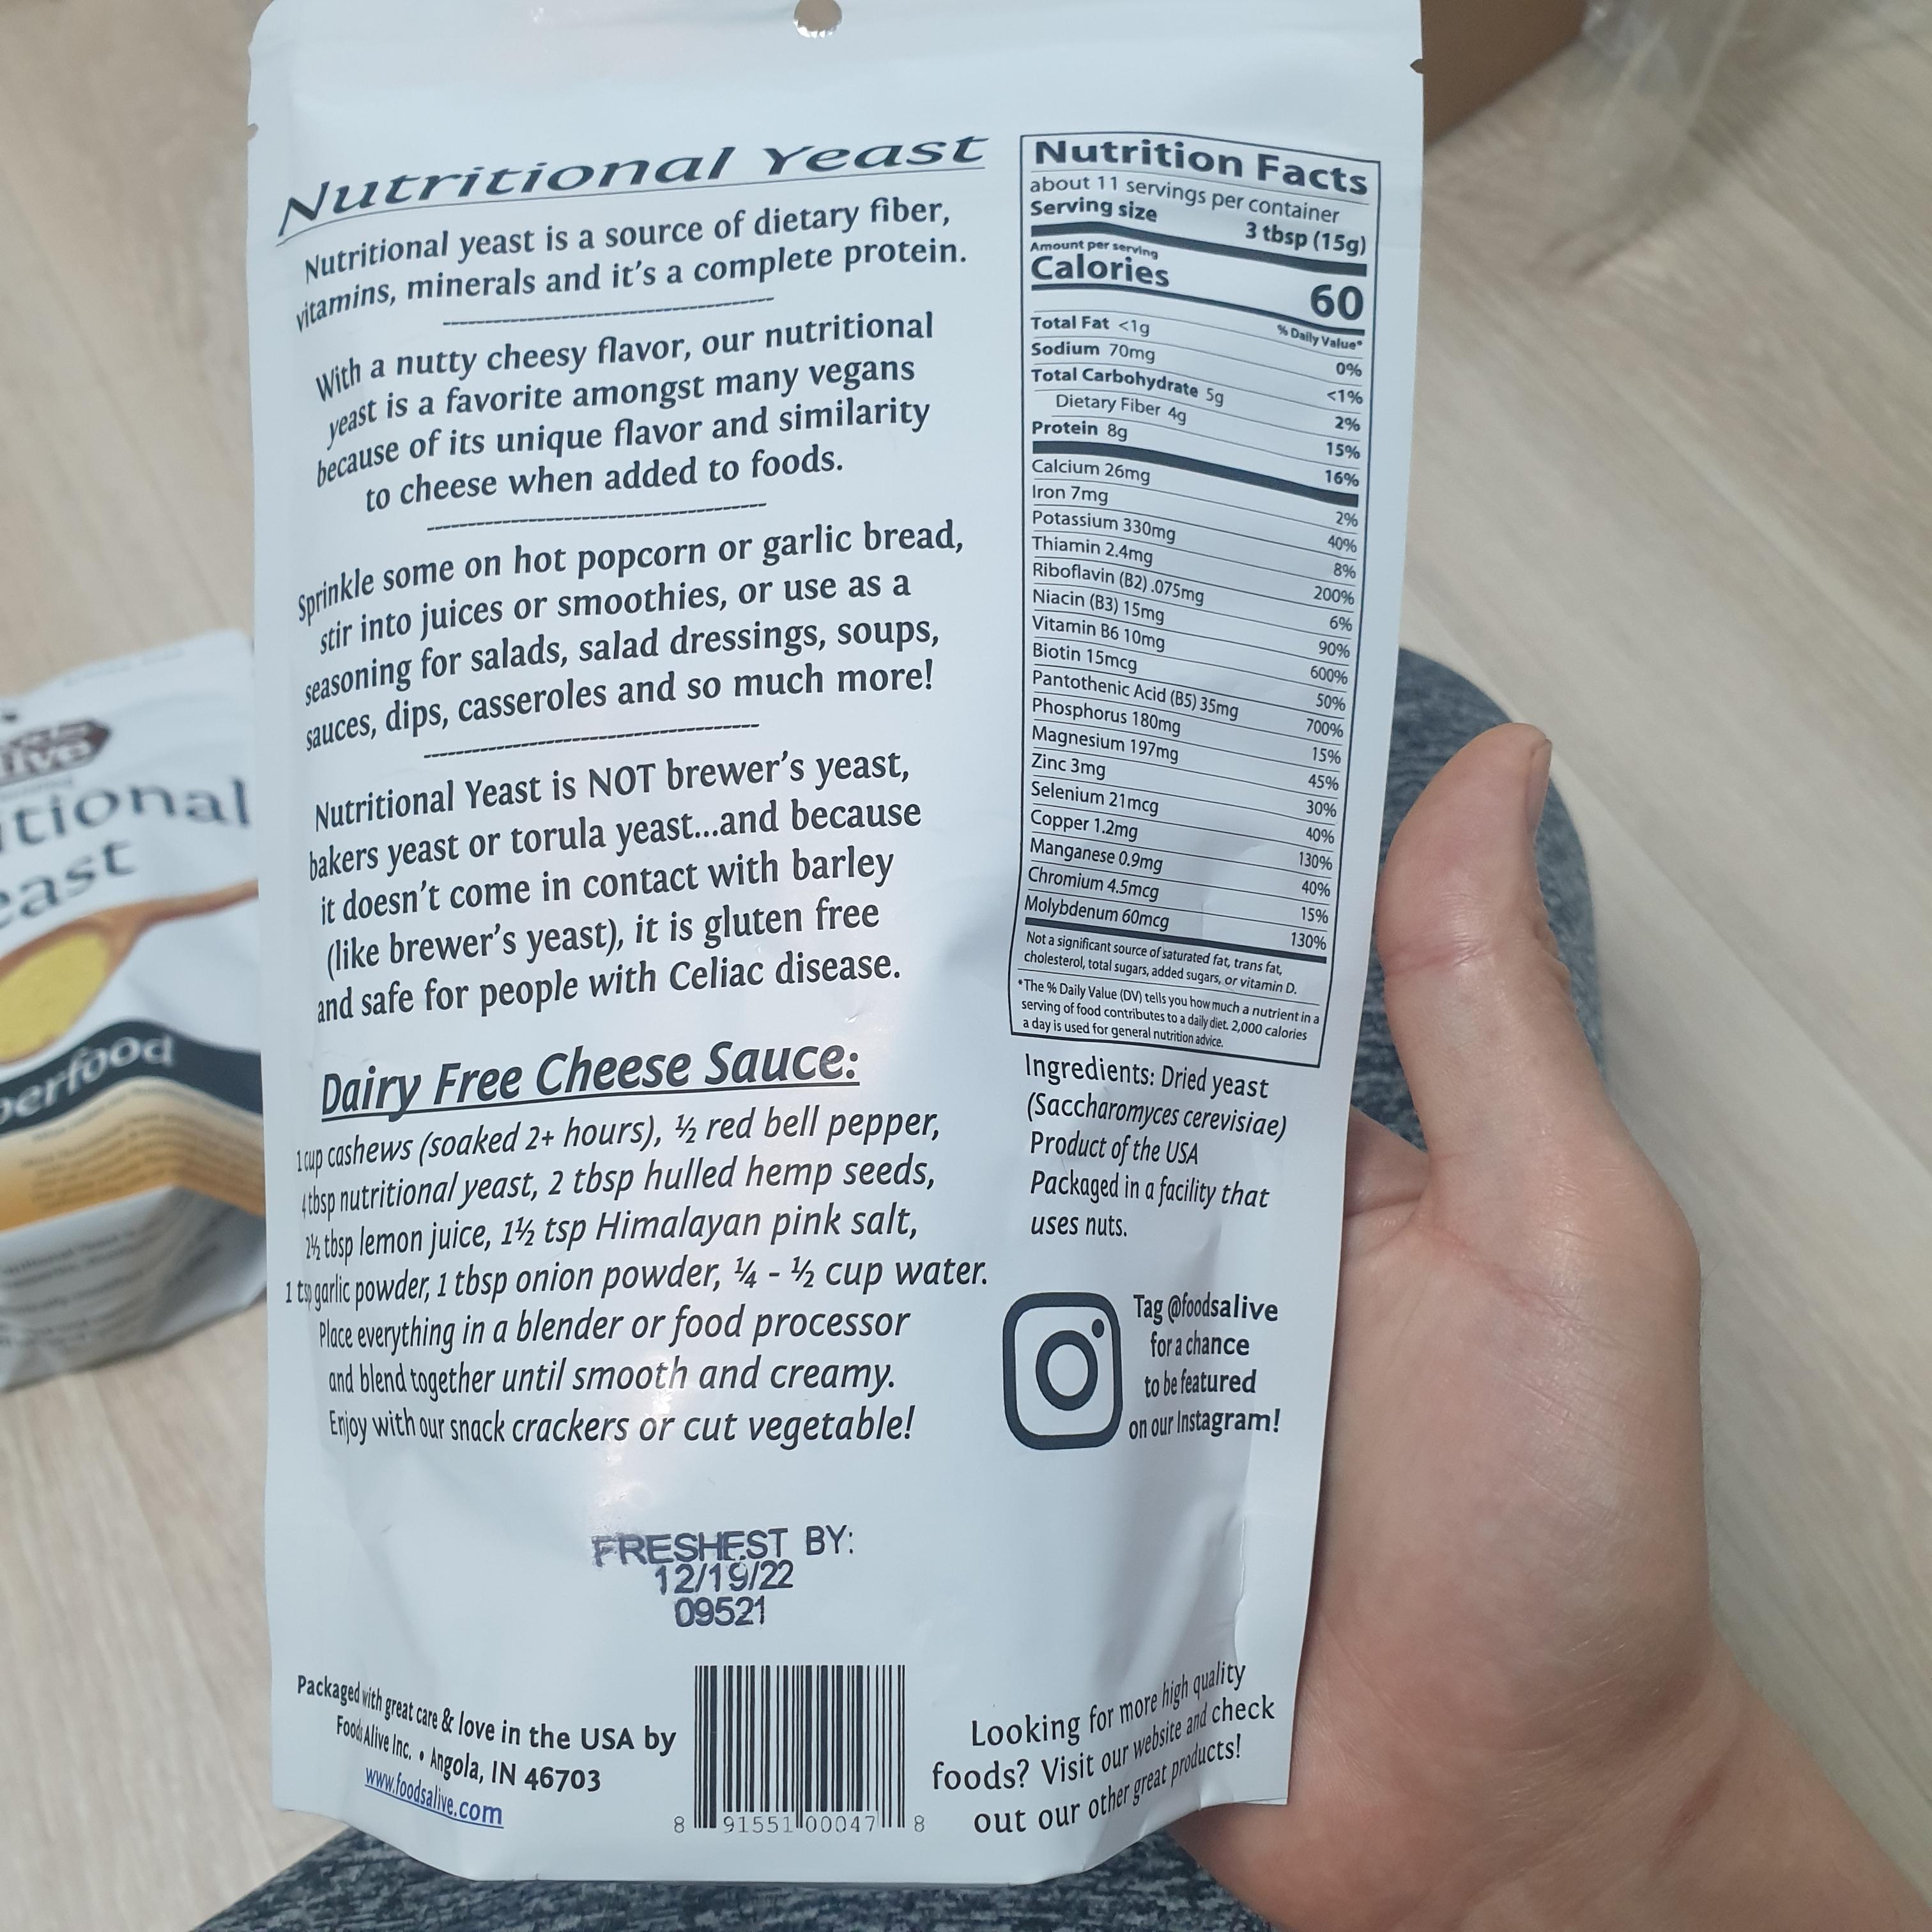 Nutritional Yeast
Nutritional yeast is a source of dietary fiber,
vitamins, minerals and it's a complete protein.
With a nutty cheesy flavor, our nutritional
yeast is a favorite amongst many vegans
because of its unique flavor and similarity
to cheese when added to foods.
Sprinkle some on hot popcorn or garlic bread,
stir into juices or smoothies, or use as a
seasoning for salads, salad dressings, soups,
sauces, dips, casseroles and so much more!
Nutritional Yeast is NOT brewer's yeast,
bakers yeast or torula yeast...and because
it doesn't come in contact with barley
(like brewer's yeast), it is gluten free
and safe for people with Celiac disease.
Dairy Free Cheese Sauce:
1 cup cashews (soaked 2+ hours), ½ red bell pepper,
4 tbsp nutritional yeast, 2 tbsp hulled hemp seeds,
2½ tbsp lemon juice, 1½ tsp Himalayan pink salt,
1 tsp garlic powder, 1 tbsp onion powder, ¼ - ½ cup water.
Place everything in a blender or food processor
and blend together until smooth and creamy.
Enjoy with our snack crackers or cut vegetable!
FRESHEST BY:
12/19/22
09521
Packaged with great care & love in the USA by
Foods Alive Inc. • Angola, IN 46703
www.foodsalive.com
8 91551 00047 8
Nutrition Facts
about 11 servings per container
Serving size 3 tbsp (15g)
Amount per serving
Calories 60
% Daily Value*
Total Fat <1g 0%
Sodium 70mg <1%
Total Carbohydrate 5g 2%
Dietary Fiber 4g 15%
Protein 8g 16%
Calcium 26mg 2%
Iron 7mg 40%
Potassium 330mg 8%
Thiamin 2.4mg 200%
Riboflavin (B2) .075mg 6%
Niacin (B3) 15mg 90%
Vitamin B6 10mg 600%
Biotin 15mcg 50%
Pantothenic Acid (B5) 35mg 700%
Phosphorus 180mg 15%
Magnesium 197mg 45%
Zinc 3mg 30%
Selenium 21mcg 40%
Copper 1.2mg 130%
Manganese 0.9mg 40%
Chromium 4.5mcg 15%
Molybdenum 60mcg 130%
Not a significant source of saturated fat, trans fat,
cholesterol, total sugars, added sugars, or vitamin D.
*The % Daily Value (DV) tells you how much a nutrient in a
serving of food contributes to a daily diet. 2,000 calories
a day is used for general nutrition advice.
Ingredients: Dried yeast
(Saccharomyces cerevisiae)
Product of the USA
Packaged in a facility that
uses nuts.
Tag @foodsalive
for a chance
to be featured
on our Instagram!
Looking for more high quality
foods? Visit our website and check
out our other great products!
itional
east
perfood